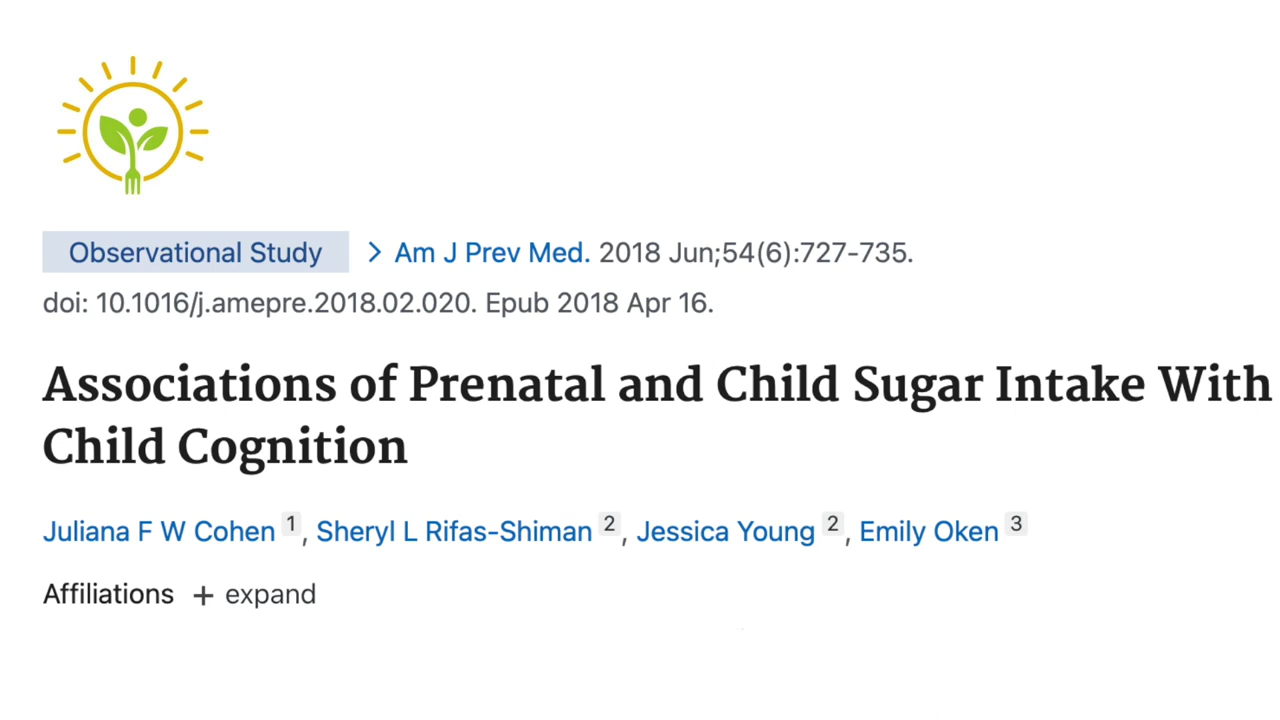 Observational Study > Am J Prev Med. 2018 Jun;54(6):727-735.
doi: 10.1016/j.amepre.2018.02.020. Epub 2018 Apr 16.
Associations of Prenatal and Child Sugar Intake With
Child Cognition
Juliana F W Cohen 1, Sheryl L Rifas-Shiman 2, Jessica Young 2, Emily Oken 3
Affiliations + expand